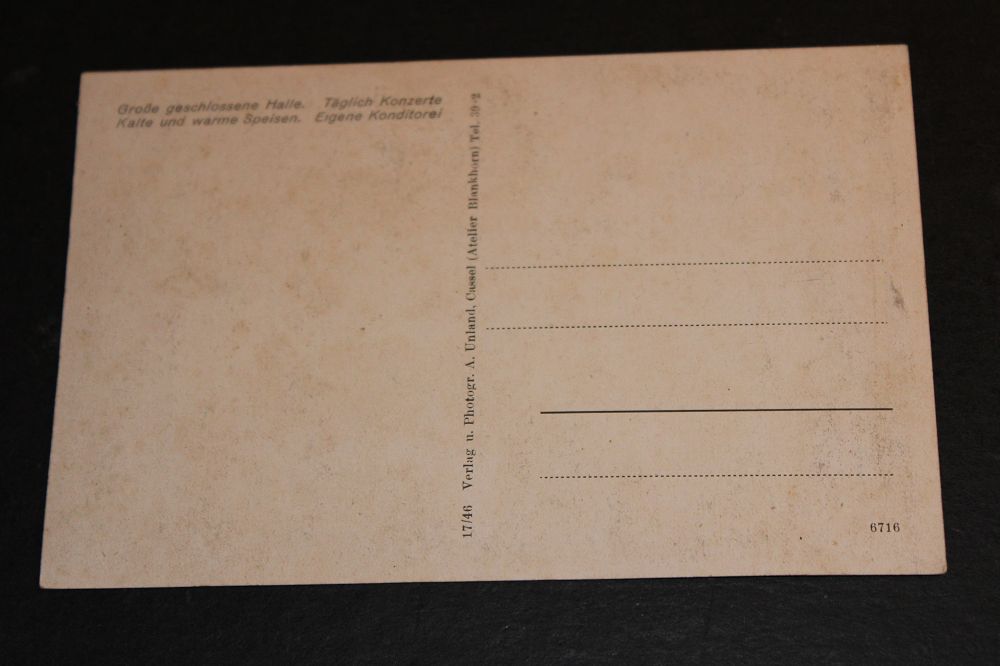 Große geschlossene Halle. Täglich Konzerte
Kalte und warme Speisen. Eigene Konditorei
17/46 Verlag u. Photogr. A. Unland, Cassel (Atelier Blankhorn) Tel. 39·2
6716